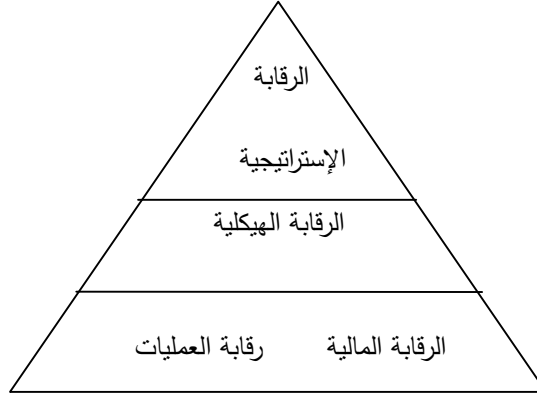 الرقابة
الإستراتيجية
الرقابة الهيكلية
الرقابة المالية رقابة العمليات